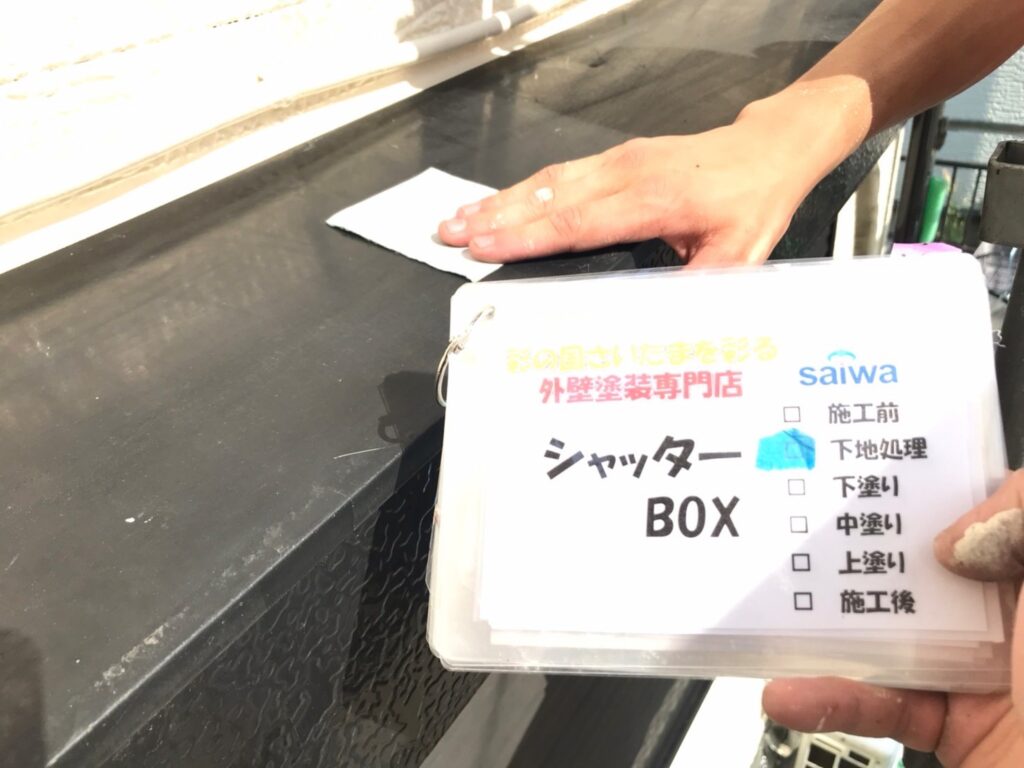 彩の国さいたまを彩る
外壁塗装専門店
シャッター
BOX
saiwa
□ 施工前
□ 下地処理
□ 下塗り
□ 中塗り
□ 上塗り
□ 施工後